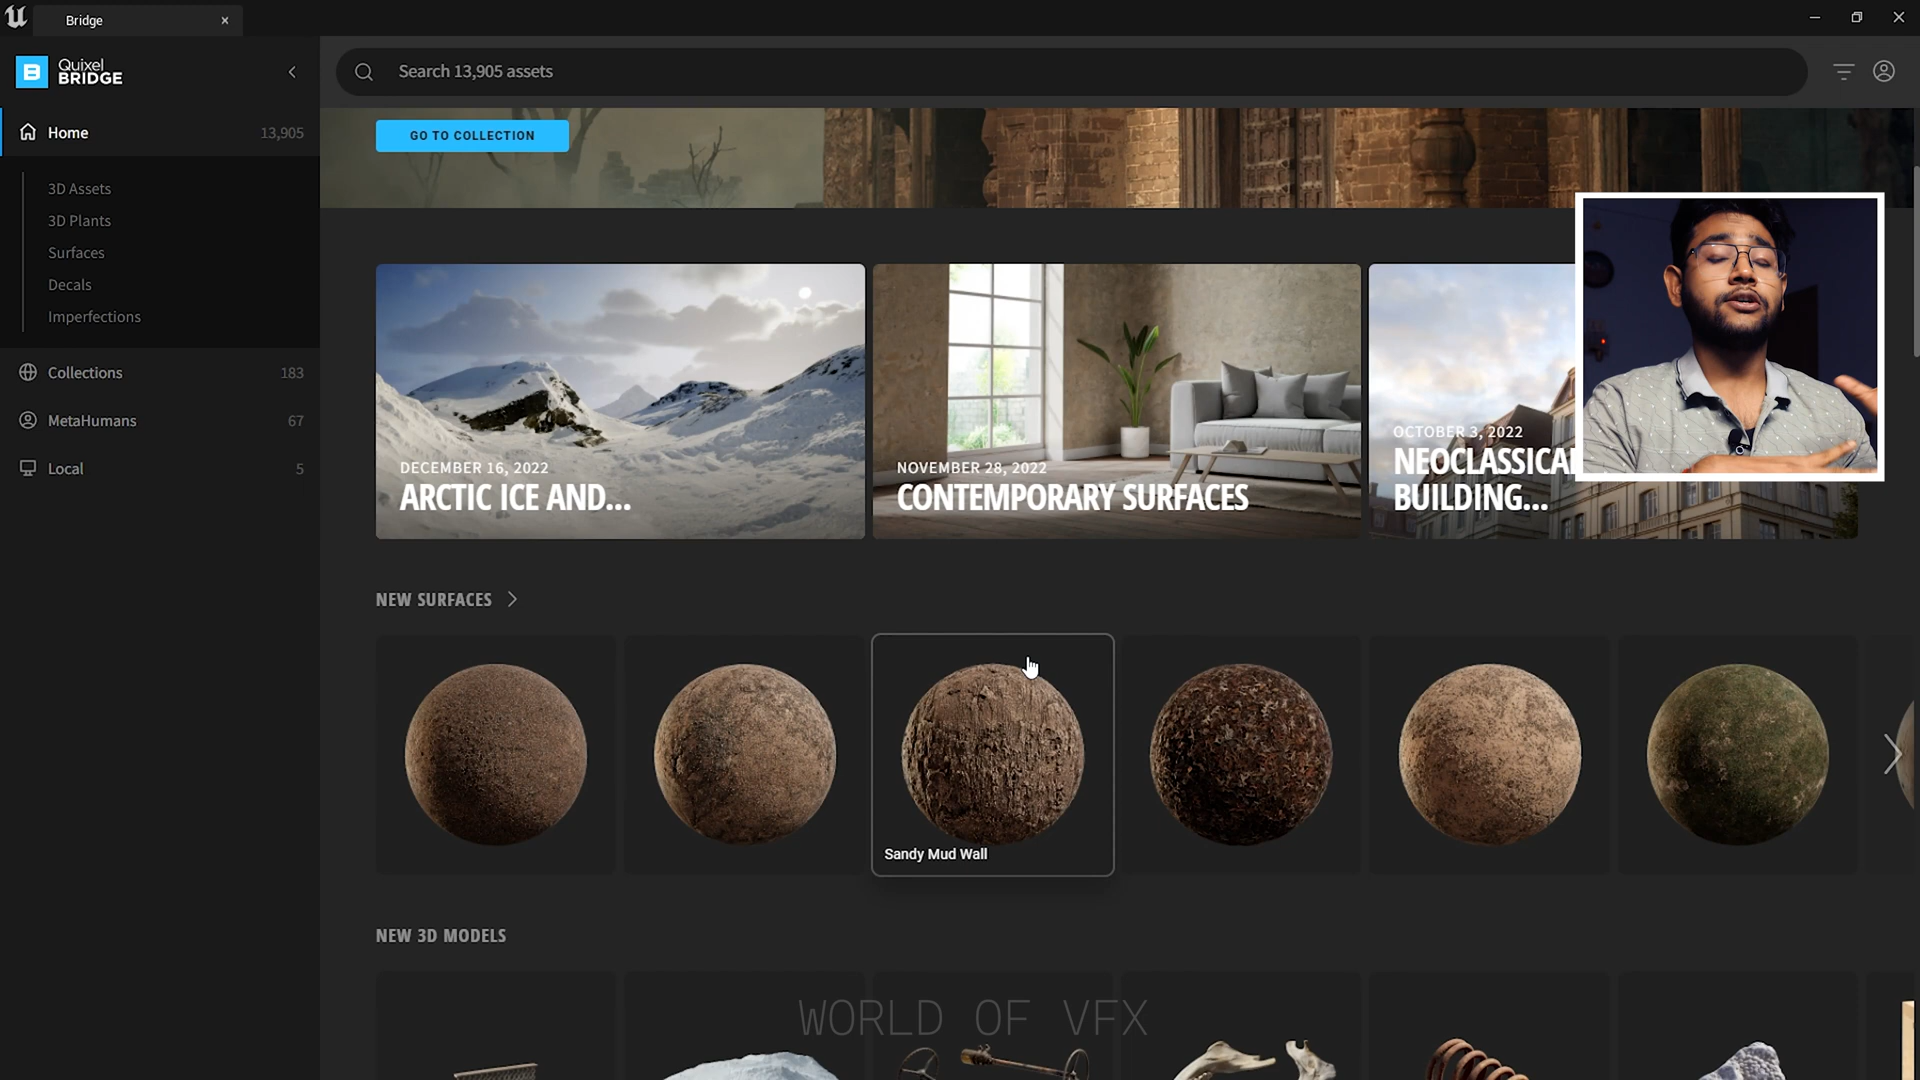 Bridge
Quixel
BRIDGE
Search 13,905 assets
Home 13,905
3D Assets
3D Plants
Surfaces
Decals
Imperfections
Collections 183
MetaHumans 67
Local 5
GO TO COLLECTION
DECEMBER 16, 2022
ARCTIC ICE AND...
NOVEMBER 28, 2022
CONTEMPORARY SURFACES
OCTOBER 3, 2022
NEOCLASSICAL
BUILDING...
NEW SURFACES
Sandy Mud Wall
NEW 3D MODELS
WORLD OF VFX